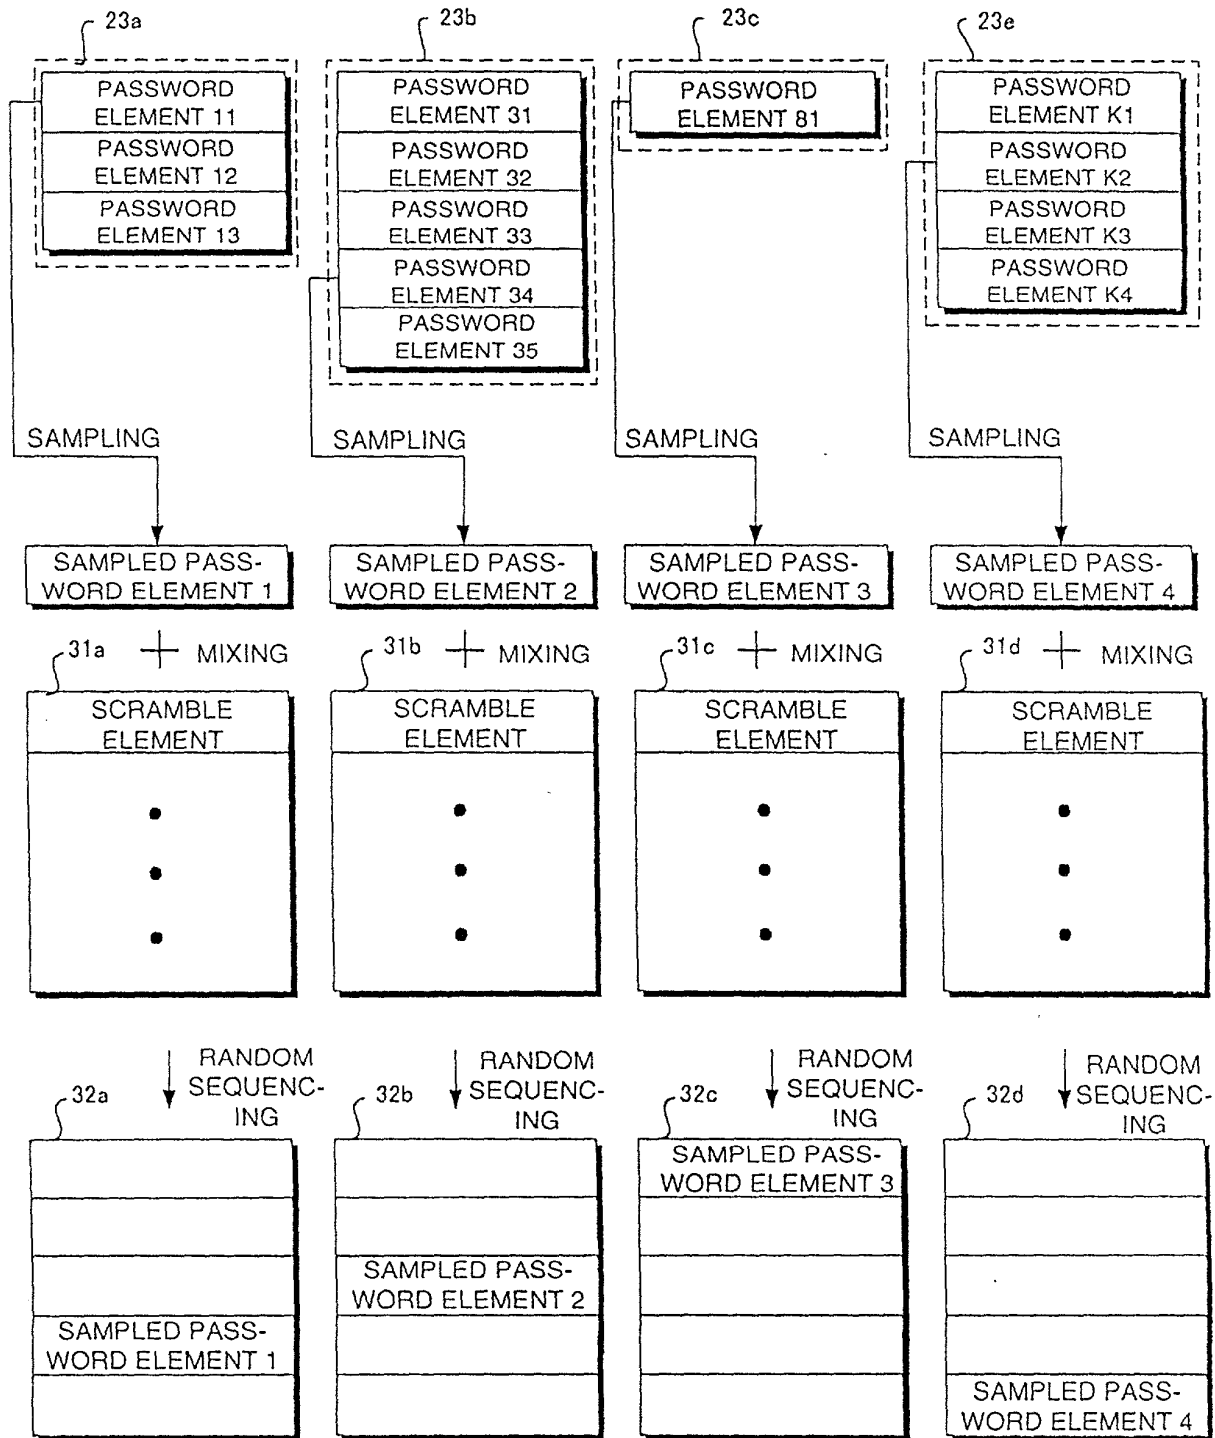 23a
23b
23c
23e
PASSWORD
ELEMENT 11
PASSWORD
ELEMENT 12
PASSWORD
ELEMENT 13
PASSWORD
ELEMENT 31
PASSWORD
ELEMENT 32
PASSWORD
ELEMENT 33
PASSWORD
ELEMENT 34
PASSWORD
ELEMENT 35
PASSWORD
ELEMENT 81
PASSWORD
ELEMENT K1
PASSWORD
ELEMENT K2
PASSWORD
ELEMENT K3
PASSWORD
ELEMENT K4
SAMPLING
SAMPLING
SAMPLING
SAMPLING
SAMPLED PASS-
WORD ELEMENT 1
SAMPLED PASS-
WORD ELEMENT 2
SAMPLED PASS-
WORD ELEMENT 3
SAMPLED PASS-
WORD ELEMENT 4
31a + MIXING
31b + MIXING
31c + MIXING
31d + MIXING
SCRAMBLE
ELEMENT
SCRAMBLE
ELEMENT
SCRAMBLE
ELEMENT
SCRAMBLE
ELEMENT
RANDOM
SEQUENC-
ING
RANDOM
SEQUENC-
ING
RANDOM
SEQUENC-
ING
RANDOM
SEQUENC-
ING
32a
32b
32c
32d
SAMPLED PASS-
WORD ELEMENT 1
SAMPLED PASS-
WORD ELEMENT 2
SAMPLED PASS-
WORD ELEMENT 3
SAMPLED PASS-
WORD ELEMENT 4